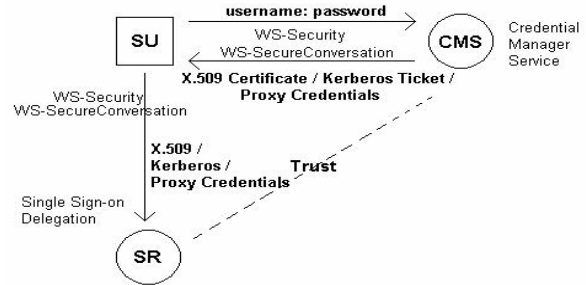 username: password
SU
WS-Security
WS-SecureConversation
CMS
Credential
Manager
Service
X.509 Certificate / Kerberos Ticket /
Proxy Credentials
WS-Security
WS-SecureConversation
X.509 /
Kerberos /
Proxy Credentials
Trust
Single Sign-on
Delegation
SR